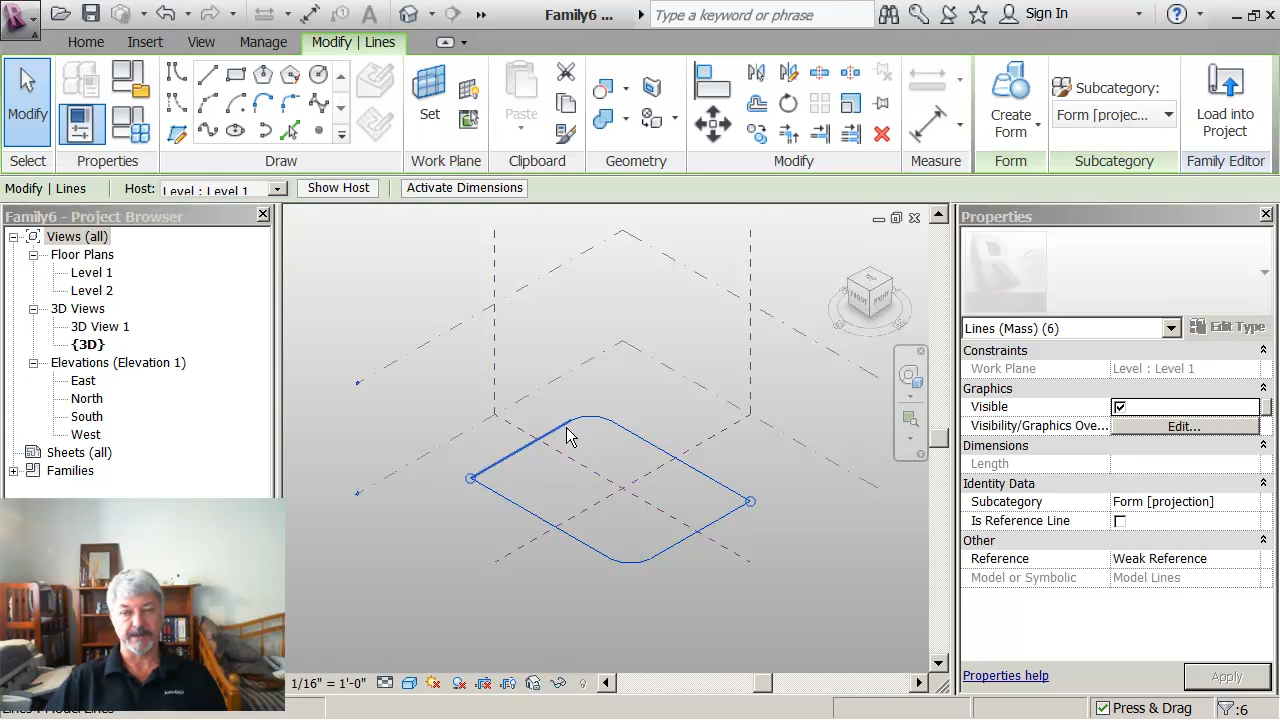 Family6 ...
Type a keyword or phrase
Sign In
Home
Insert
View
Manage
Modify | Lines
Modify
Set
Paste
Create
Form
Subcategory:
Form [projec...
Load into
Project
Select
Properties
Draw
Work Plane
Clipboard
Geometry
Modify
Measure
Form
Subcategory
Family Editor
Modify | Lines
Host:
Level : Level 1
Show Host
Activate Dimensions
Family6 - Project Browser
Views (all)
Floor Plans
Level 1
Level 2
3D Views
3D View 1
{3D}
Elevations (Elevation 1)
East
North
South
West
Sheets (all)
Families
FRONT
RIGHT
Properties
Lines (Mass) (6)
Edit Type
Constraints
Work Plane
Level : Level 1
Graphics
Visible
Visibility/Graphics Ove...
Edit...
Dimensions
Length
Identity Data
Subcategory
Form [projection]
Is Reference Line
Other
Reference
Weak Reference
Model or Symbolic
Model Lines
Properties help
Apply
1/16" = 1'-0"
Press & Drag
:6